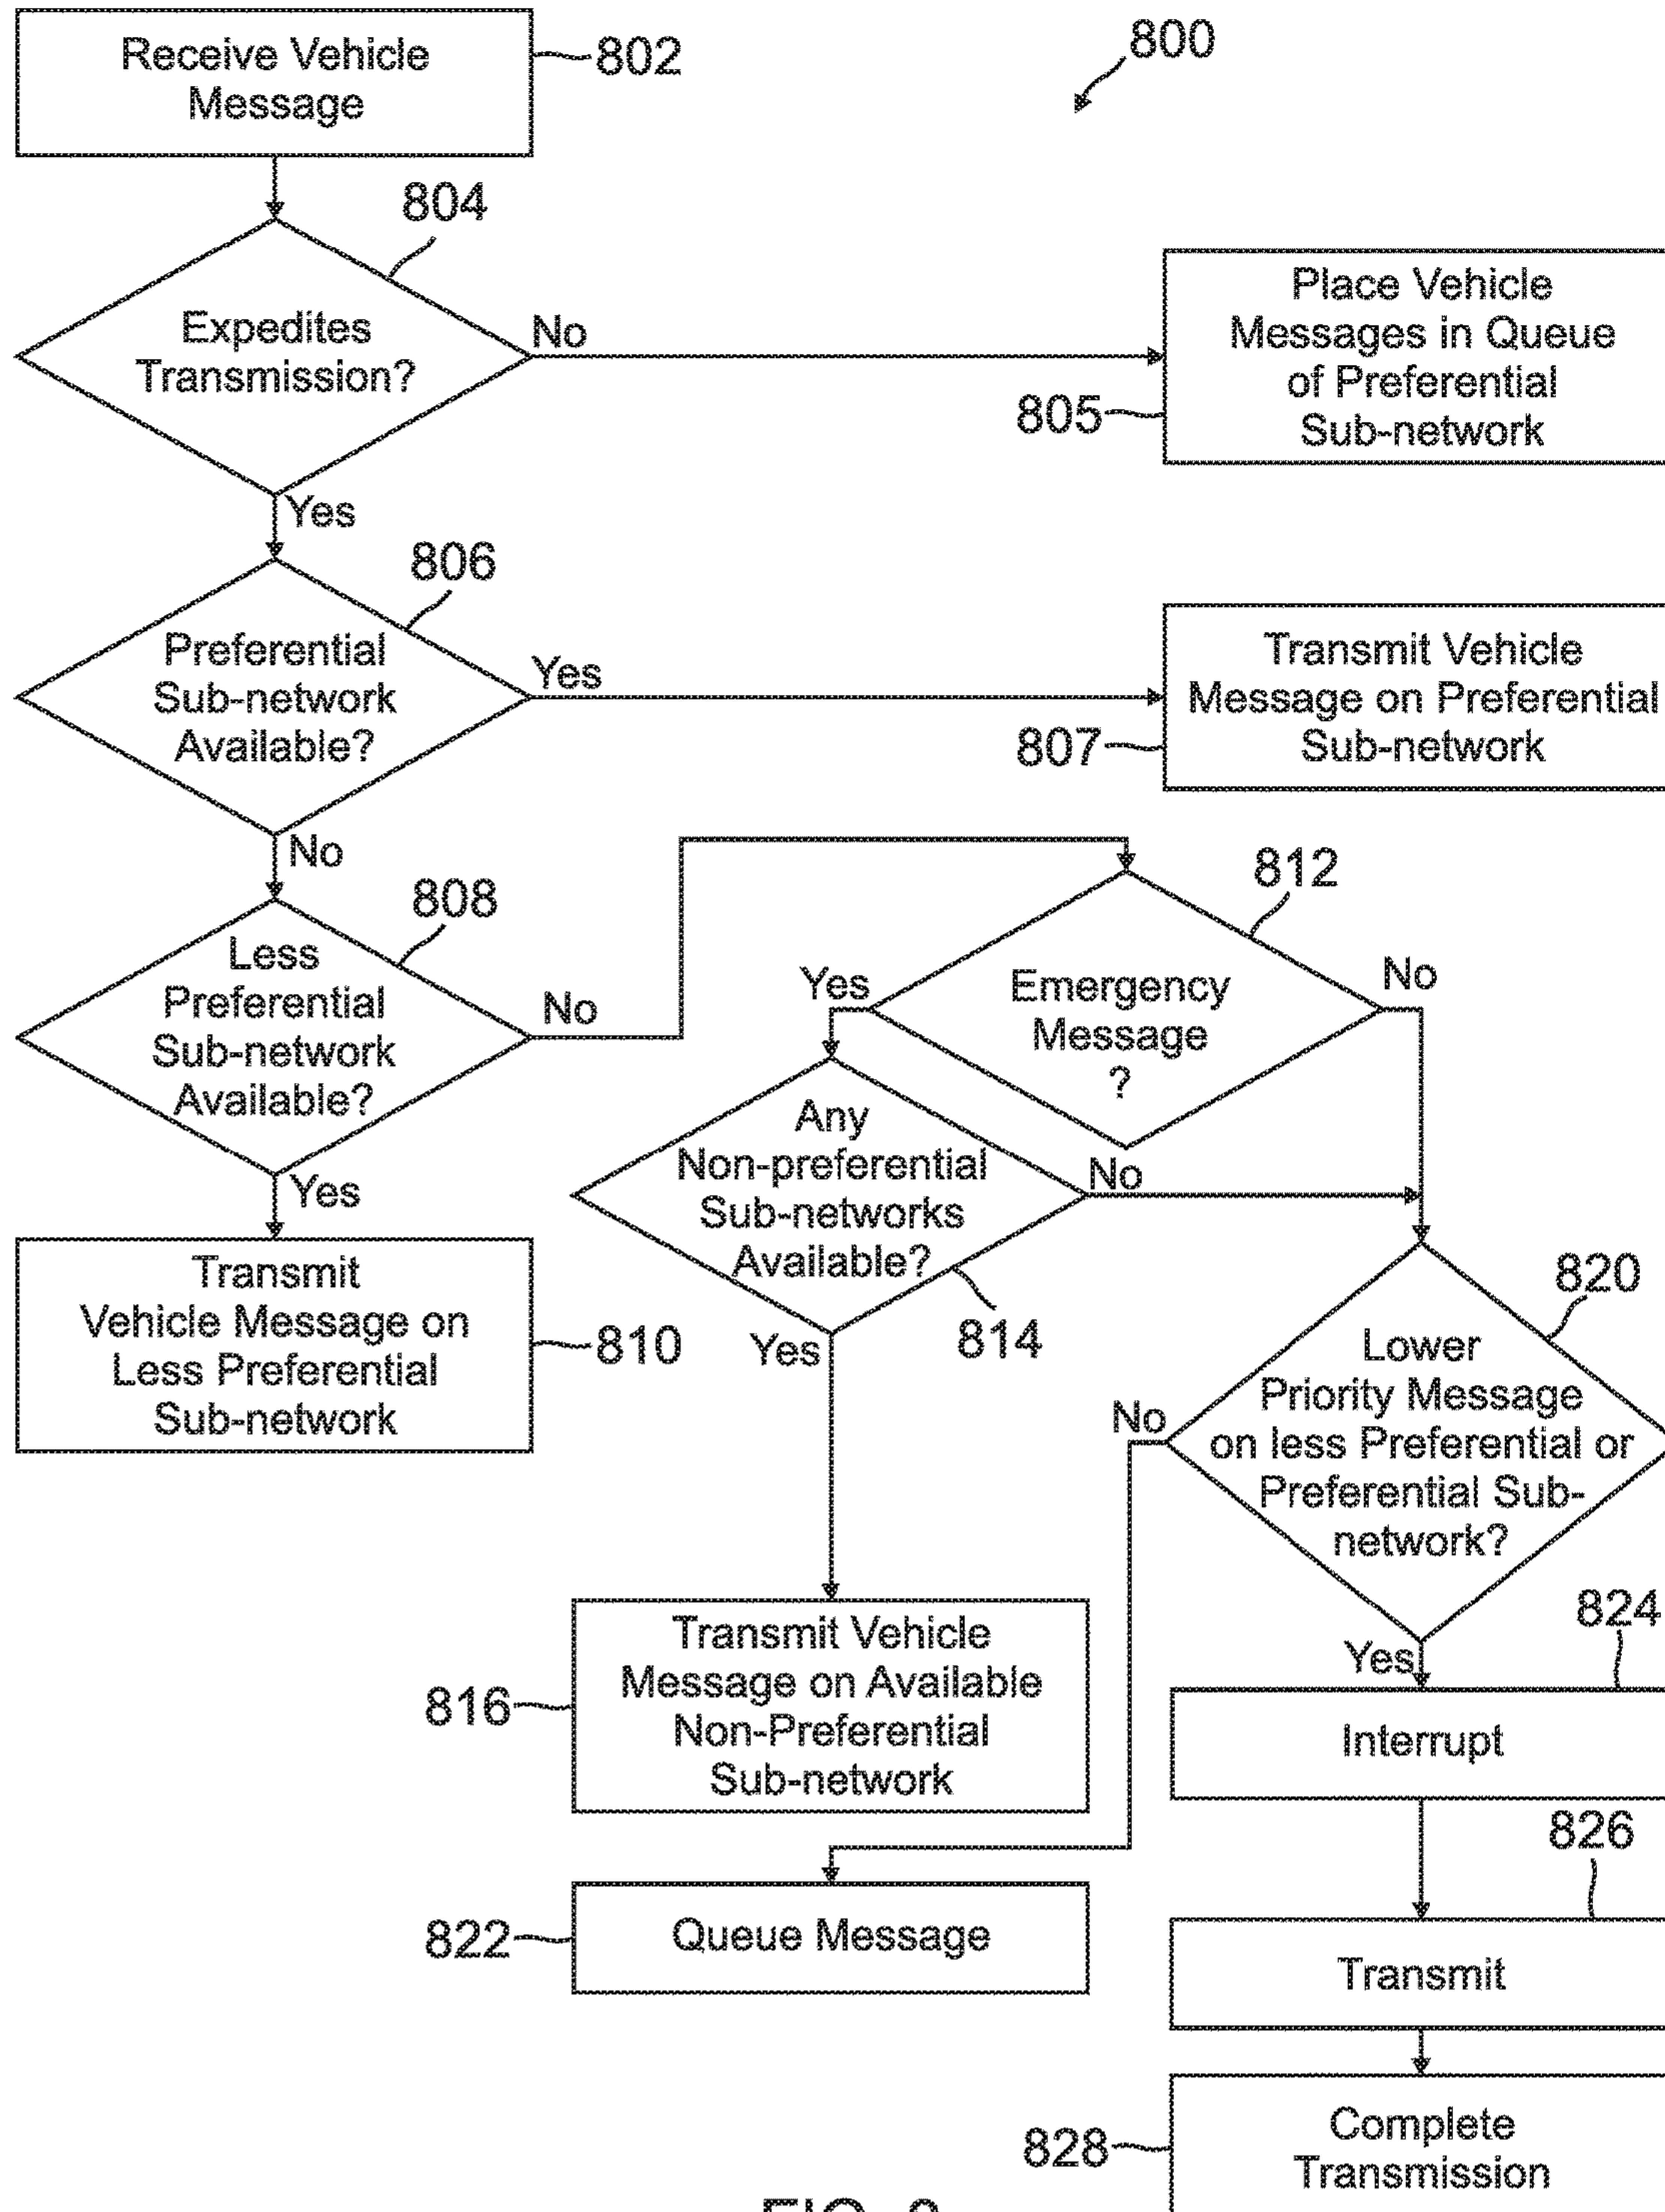 Receive Vehicle
Message
802
800
804
Expedites
Transmission?
No
Place Vehicle
Messages in Queue
of Preferential
Sub-network
805
Yes
806
Preferential
Sub-network
Available?
Yes
Transmit Vehicle
Message on Preferential
Sub-network
807
No
808
Less
Preferential
Sub-network
Available?
No
812
Emergency
Message
?
Yes
No
Any
Non-preferential
Sub-networks
Available?
No
814
Yes
Yes
Transmit
Vehicle Message on
Less Preferential
Sub-network
810
820
Lower
Priority Message
on less Preferential or
Preferential Sub-
network?
No
Yes
824
Transmit Vehicle
Message on Available
Non-Preferential
Sub-network
816
Interrupt
826
Queue Message
822
Transmit
Complete
Transmission
828